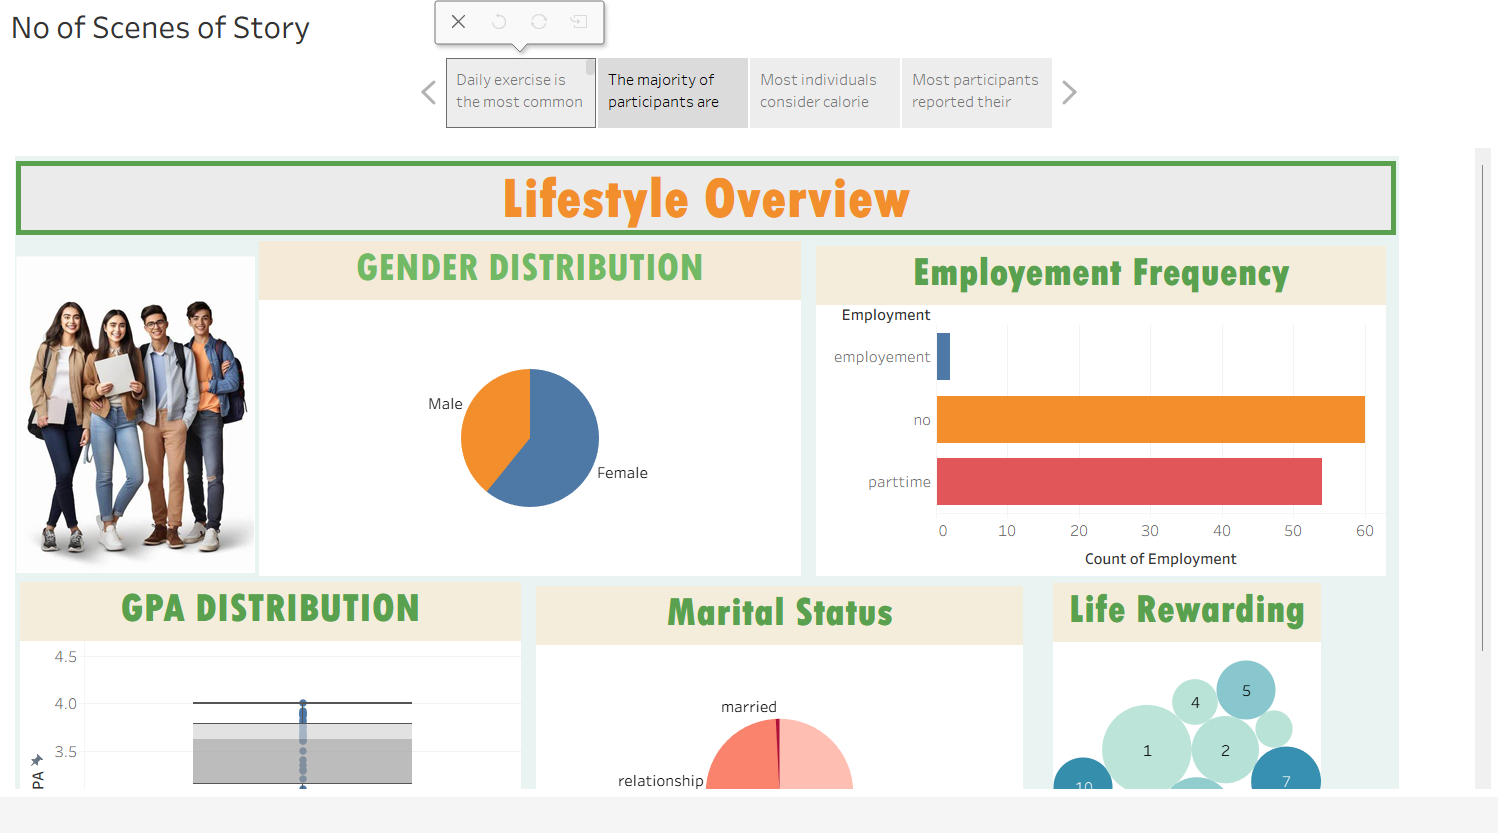 No of Scenes of Story
Daily exercise is
the most common
The majority of
participants are
Most individuals
consider calorie
Most participants
reported their
Lifestyle Overview
GENDER DISTRIBUTION
Male
Female
Employement Frequency
Employment
employement
no
parttime
0 10 20 30 40 50 60
Count of Employment
GPA DISTRIBUTION
4.5
4.0
3.5
PA
Marital Status
married
relationship
Life Rewarding
5
4
1
2
7
10